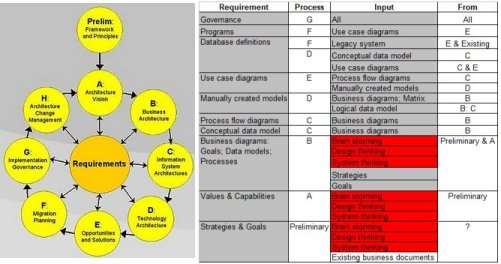 Prelim:
Framework
and Principles
A:
Architecture
Vision
B:
Business
Architecture
C:
Information
System
Architectures
D:
Technology
Architecture
E:
Opportunities
and Solutions
F:
Migration
Planning
G:
Implementation
Governance
H:
Architecture
Change
Management
Requirements
Requirement Process Input From
Governance G All All
Programs F Use case diagrams E
Database definitions F Legacy system E & Existing
D Conceptual data model C
Use case diagrams C & E
Use case diagrams E Process flow diagrams C
Manually created models D
Manually created models D Business diagrams; Matrix B
Logical data model B: C
Process flow diagrams C Business diagrams B
Conceptual data model C Business diagrams B
Business diagrams; B Brain storming Preliminary & A
Goals; Data models; Design thinking
Processes System thinking
Strategies
Goals
Values & Capabilities A Brain storming Preliminary
Design thinking
System thinking
Strategies & Goals Preliminary Brain storming ?
Design thinking
System thinking
Existing business documents